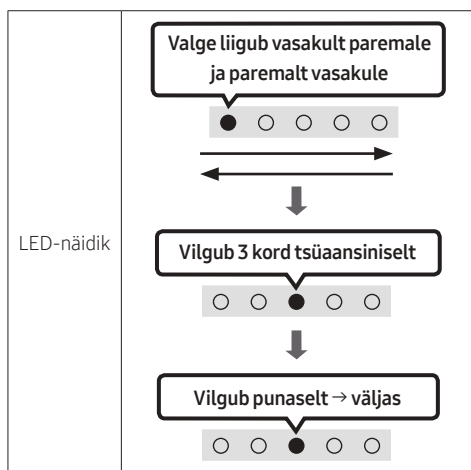 Valge liigub vasakult paremale
ja paremalt vasakule
LED-näidik
Vilgub 3 kord tsüaansiniselt
Vilgub punaselt → väljas